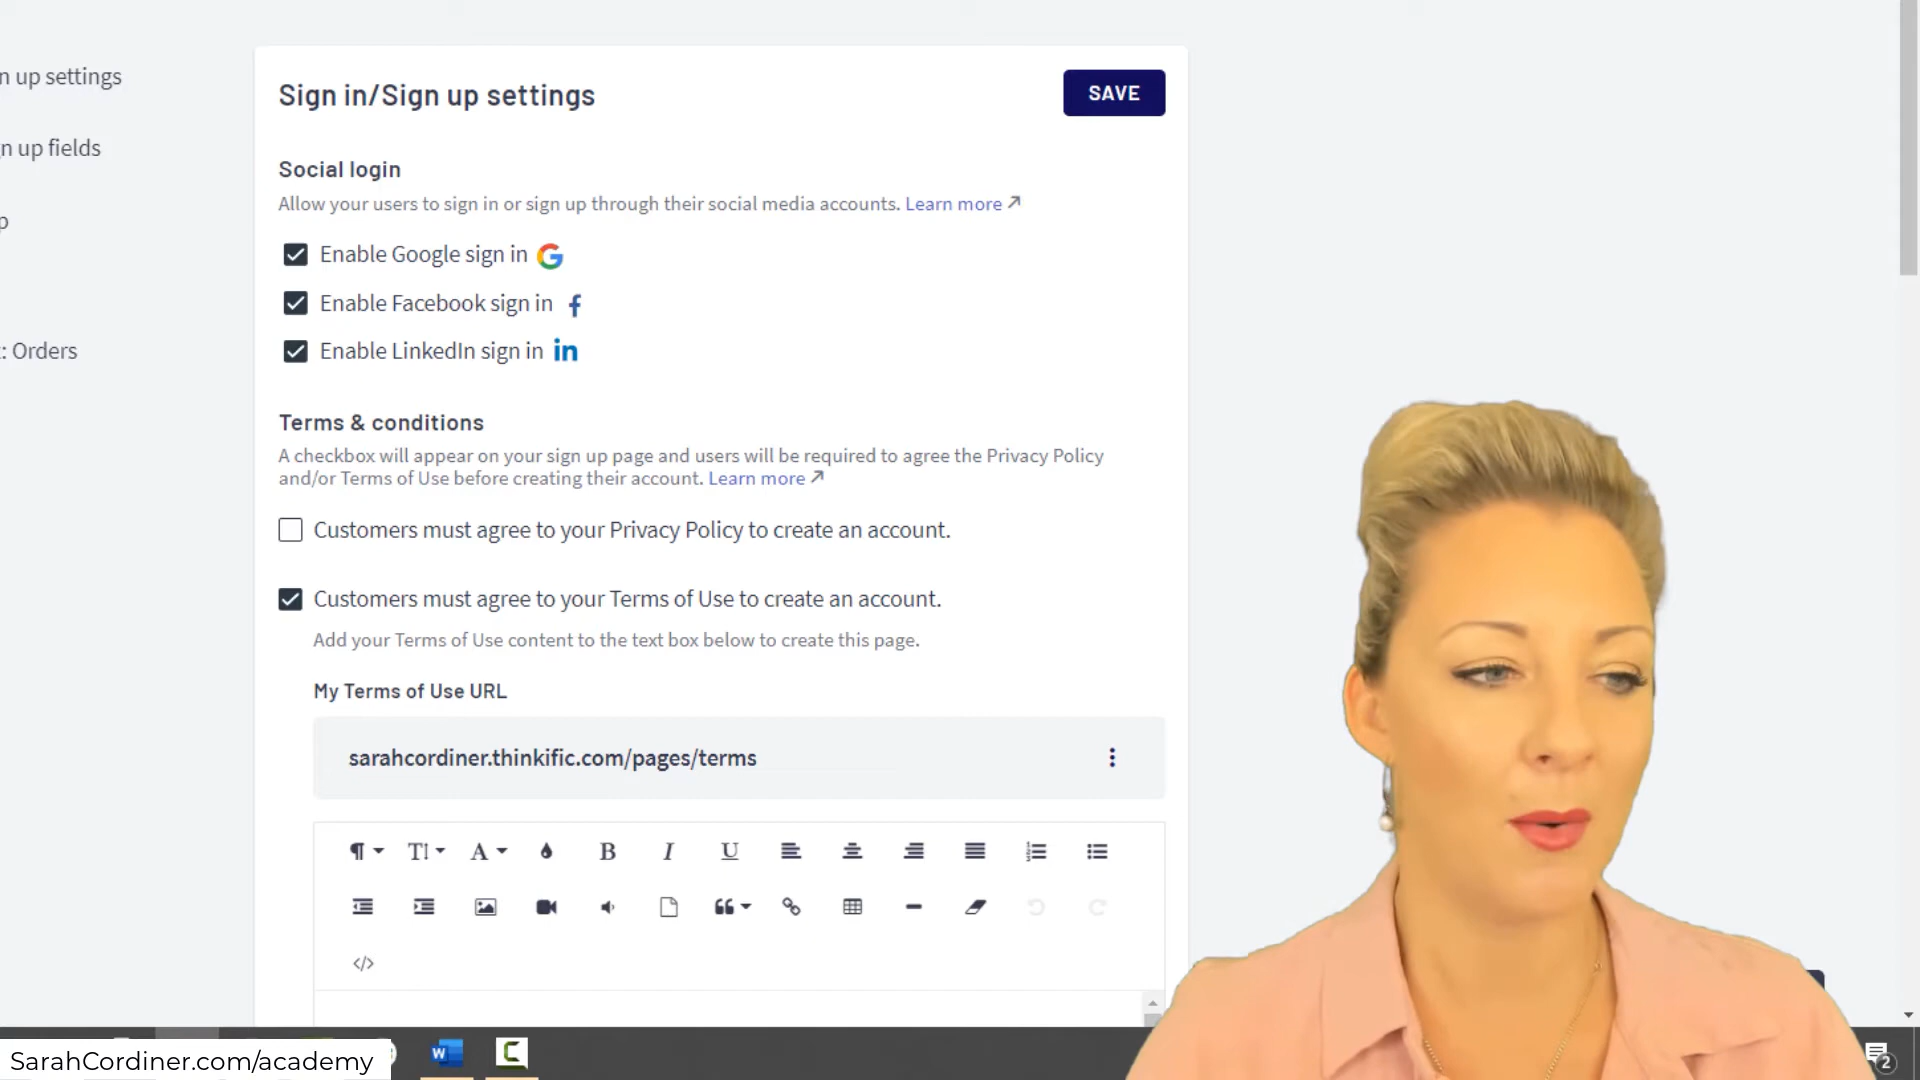 n up settings
n up fields
p
: Orders
Sign in/Sign up settings
SAVE
Social login
Allow your users to sign in or sign up through their social media accounts. Learn more
Enable Google sign in
Enable Facebook sign in
Enable LinkedIn sign in
Terms & conditions
A checkbox will appear on your sign up page and users will be required to agree the Privacy Policy
and/or Terms of Use before creating their account. Learn more
Customers must agree to your Privacy Policy to create an account.
Customers must agree to your Terms of Use to create an account.
Add your Terms of Use content to the text box below to create this page.
My Terms of Use URL
sarahcordiner.thinkific.com/pages/terms
SarahCordiner.com/academy
2